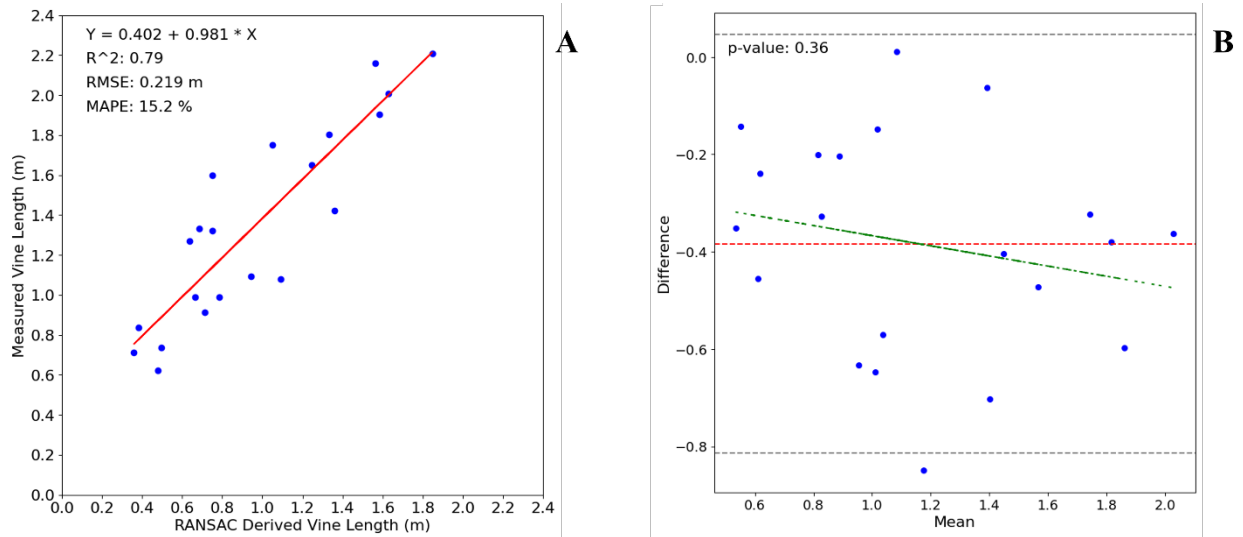 Y = 0.402 + 0.981 * X
R^2: 0.79
RMSE: 0.219 m
MAPE: 15.2 %
A
Measured Vine Length (m)
2.4
2.2
2.0
1.8
1.6
1.4
1.2
1.0
0.8
0.6
0.4
0.2
0.0
0.0 0.2 0.4 0.6 0.8 1.0 1.2 1.4 1.6 1.8 2.0 2.2 2.4
RANSAC Derived Vine Length (m)
p-value: 0.36
B
Difference
0.0
−0.2
−0.4
−0.6
−0.8
0.6 0.8 1.0 1.2 1.4 1.6 1.8 2.0
Mean